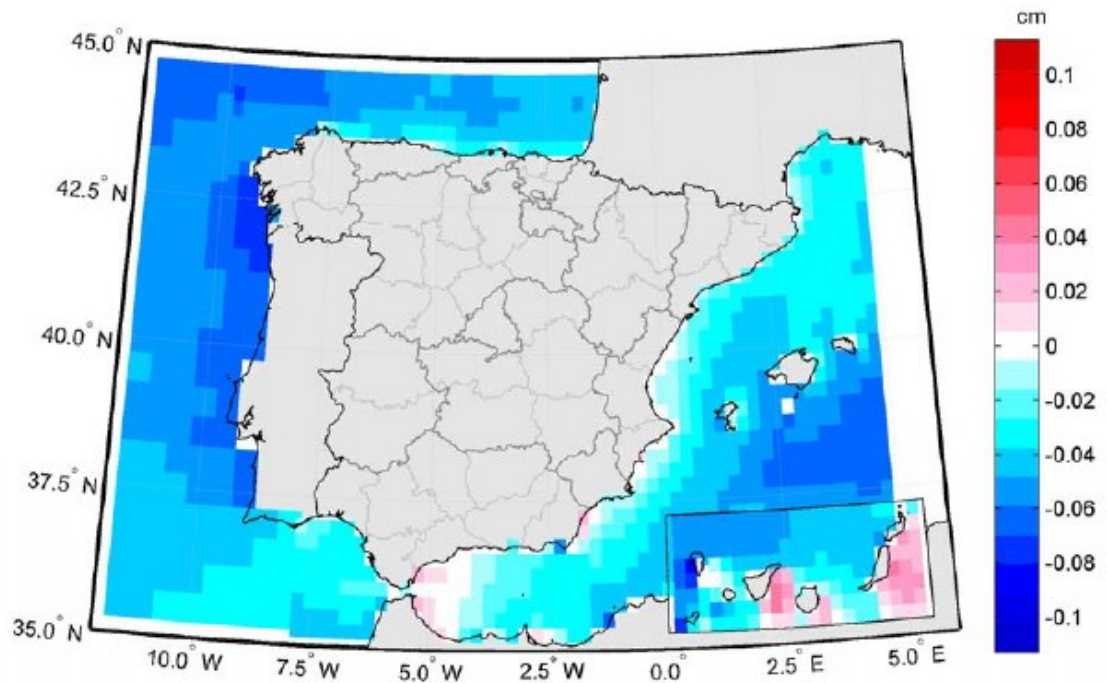 cm
45.0° N
42.5° N
40.0° N
37.5° N
35.0° N
10.0° W
7.5° W
5.0° W
2.5° W
0.0°
2.5° E
5.0° E
0.1
0.08
0.06
0.04
0.02
0
-0.02
-0.04
-0.06
-0.08
-0.1